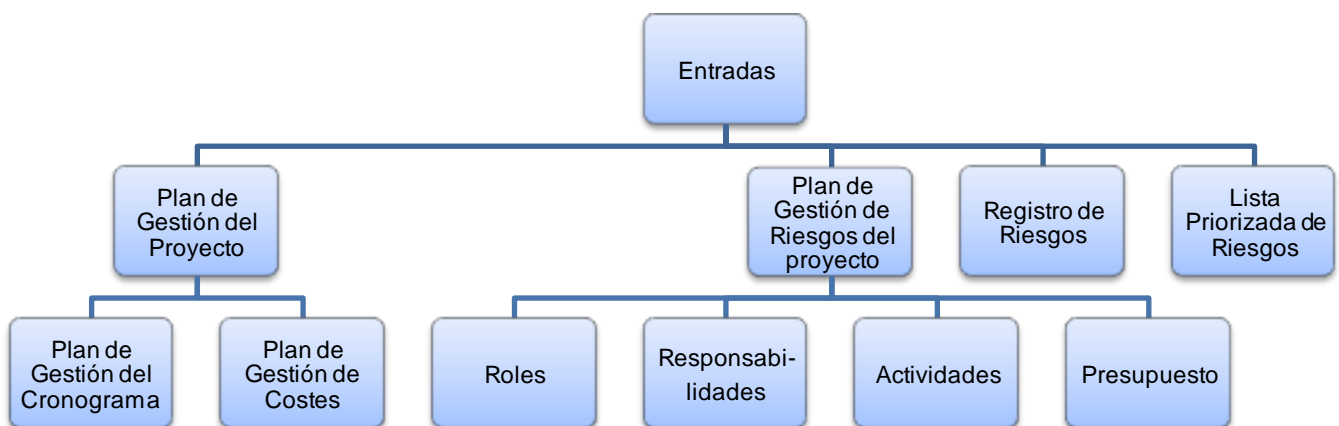 Entradas
Plan de
Gestión del
Proyecto
Plan de
Gestión de
Riesgos del
proyecto
Registro de
Riesgos
Lista
Priorizada de
Riesgos
Plan de
Gestión del
Cronograma
Plan de
Gestión de
Costes
Roles
Responsabi-
lidades
Actividades
Presupuesto